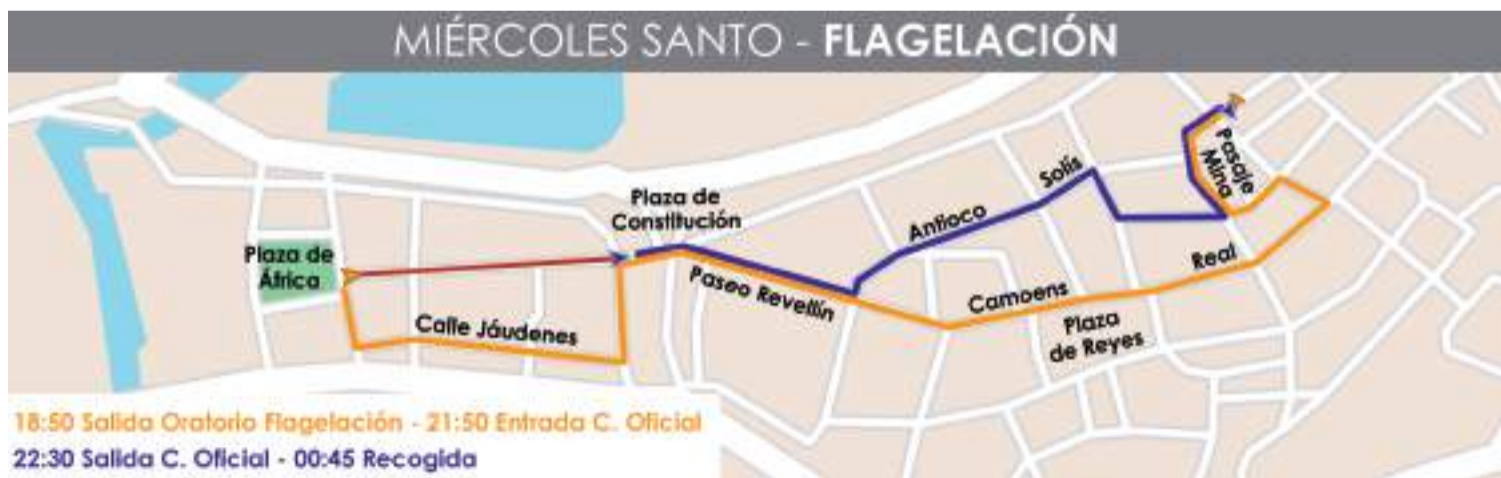 MIÉRCOLES SANTO - FLAGELACIÓN
Pasaje
Mina
Solís
Plaza de
Constitución
Antioco
Plaza de
África
Real
Paseo Revellín
Camoens
Calle Jáudenes
Plaza
de Reyes
18:50 Salida Oratorio Flagelación - 21:50 Entrada C. Oficial
22:30 Salida C. Oficial - 00:45 Recogida